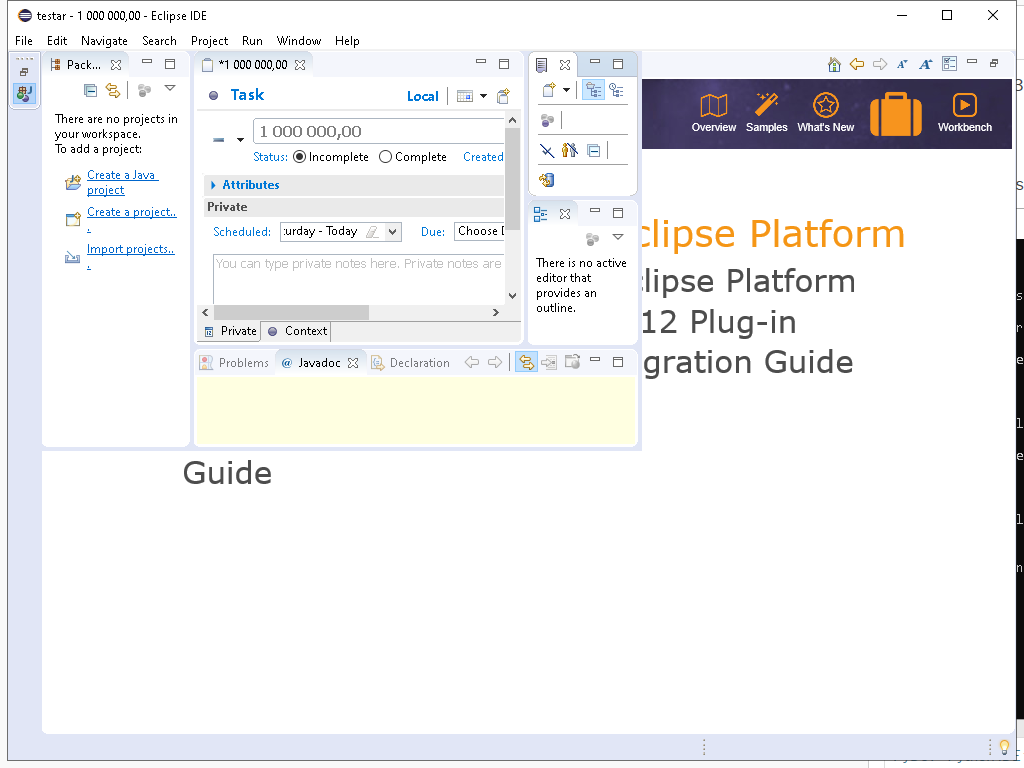 testar - 1 000 000,00 - Eclipse IDE
File Edit Navigate Search Project Run Window Help
Pack...
There are no projects in
your workspace.
To add a project:
Create a Java
project
Create a project..
.
Import projects..
.
*1 000 000,00
Task
Local
1 000 000,00
Status: Incomplete Complete Created
Attributes
Private
Scheduled: :urday - Today Due: Choose
You can type private notes here. Private notes are
Private Context
There is no active
editor that
provides an
outline.
Problems @ Javadoc Declaration
Overview Samples What's New Workbench
clipse Platform
clipse Platform
12 Plug-in
gration Guide
Guide